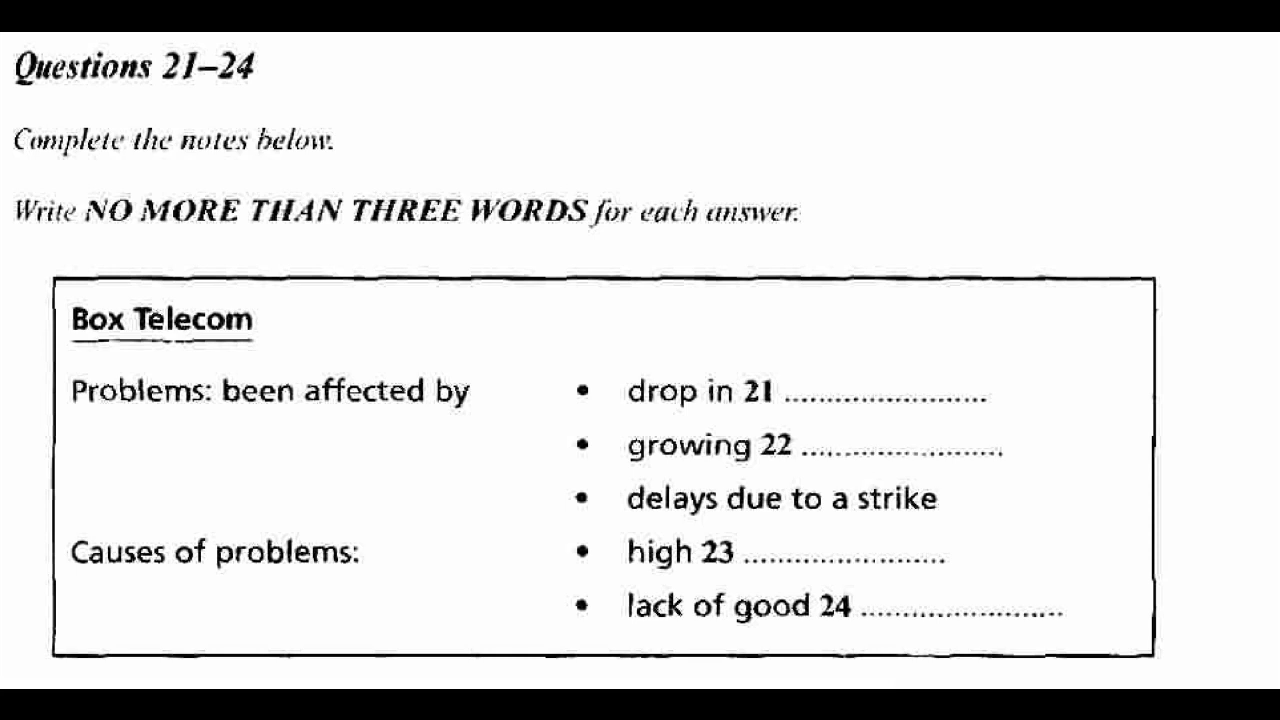 Questions 21–24
Complete the notes below.
Write NO MORE THAN THREE WORDS for each answer.
Box Telecom
Problems: been affected by • drop in 21 ........................
• growing 22 ........................
• delays due to a strike
Causes of problems: • high 23 ........................
• lack of good 24 ........................